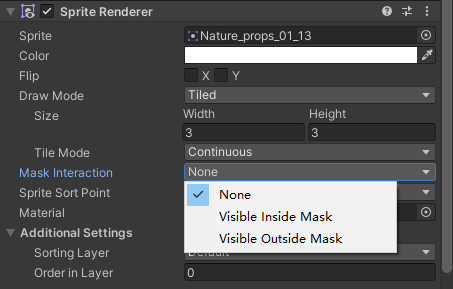 Sprite Renderer
Sprite Nature_props_01_13
Color
Flip X Y
Draw Mode Tiled
Size Width Height
3 3
Tile Mode Continuous
Mask Interaction None
None
Sprite Sort Point
Visible Inside Mask
Material
Visible Outside Mask
Additional Settings
Sorting Layer Default
Order in Layer 0